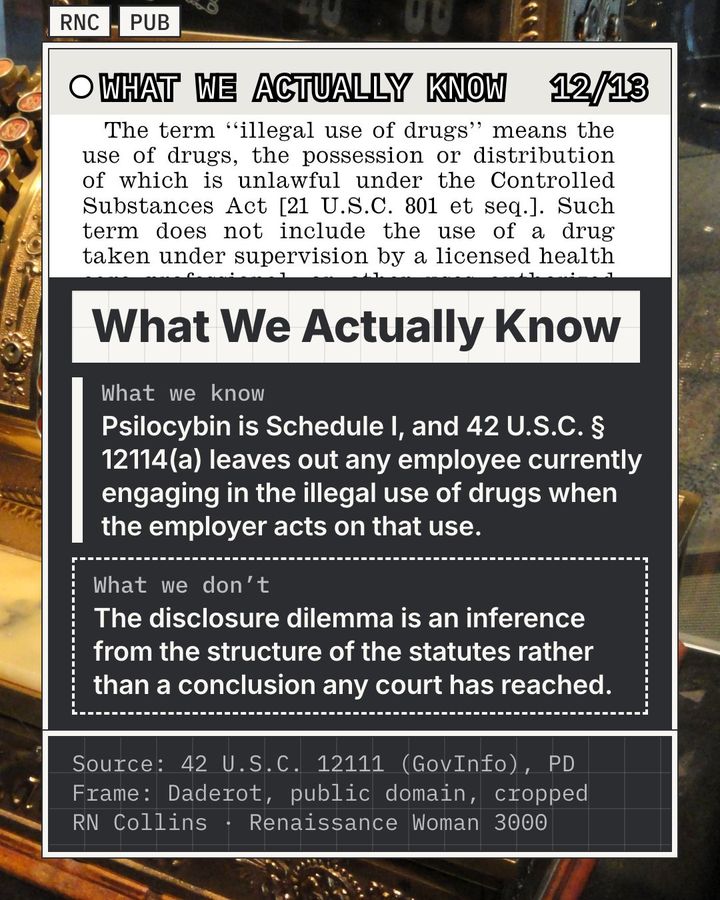 RNC PUB
WHAT WE ACTUALLY KNOW 12/13
The term ‘‘illegal use of drugs’’ means the
use of drugs, the possession or distribution
of which is unlawful under the Controlled
Substances Act [21 U.S.C. 801 et seq.]. Such
term does not include the use of a drug
taken under supervision by a licensed health
What We Actually Know
What we know
Psilocybin is Schedule I, and 42 U.S.C. §
12114(a) leaves out any employee currently
engaging in the illegal use of drugs when
the employer acts on that use.
What we don’t
The disclosure dilemma is an inference
from the structure of the statutes rather
than a conclusion any court has reached.
Source: 42 U.S.C. 12111 (GovInfo), PD
Frame: Daderot, public domain, cropped
RN Collins · Renaissance Woman 3000